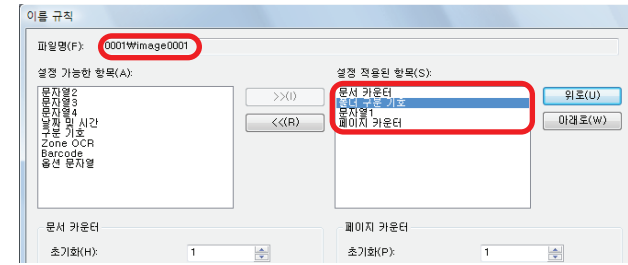 이름 규칙
파일명(F): 0001₩image0001
설정 가능한 항목(A):
문자열2
문자열3
문자열4
날짜 및 시간
구분 기호
Zone OCR
Barcode
옵션 문자열
>>(I)
<<(R)
설정 적용된 항목(S):
문서 카운터
폴더 구분 기호
문자열1
페이지 카운터
위로(U)
아래로(W)
문서 카운터
초기화(H): 1
페이지 카운터
초기화(P): 1